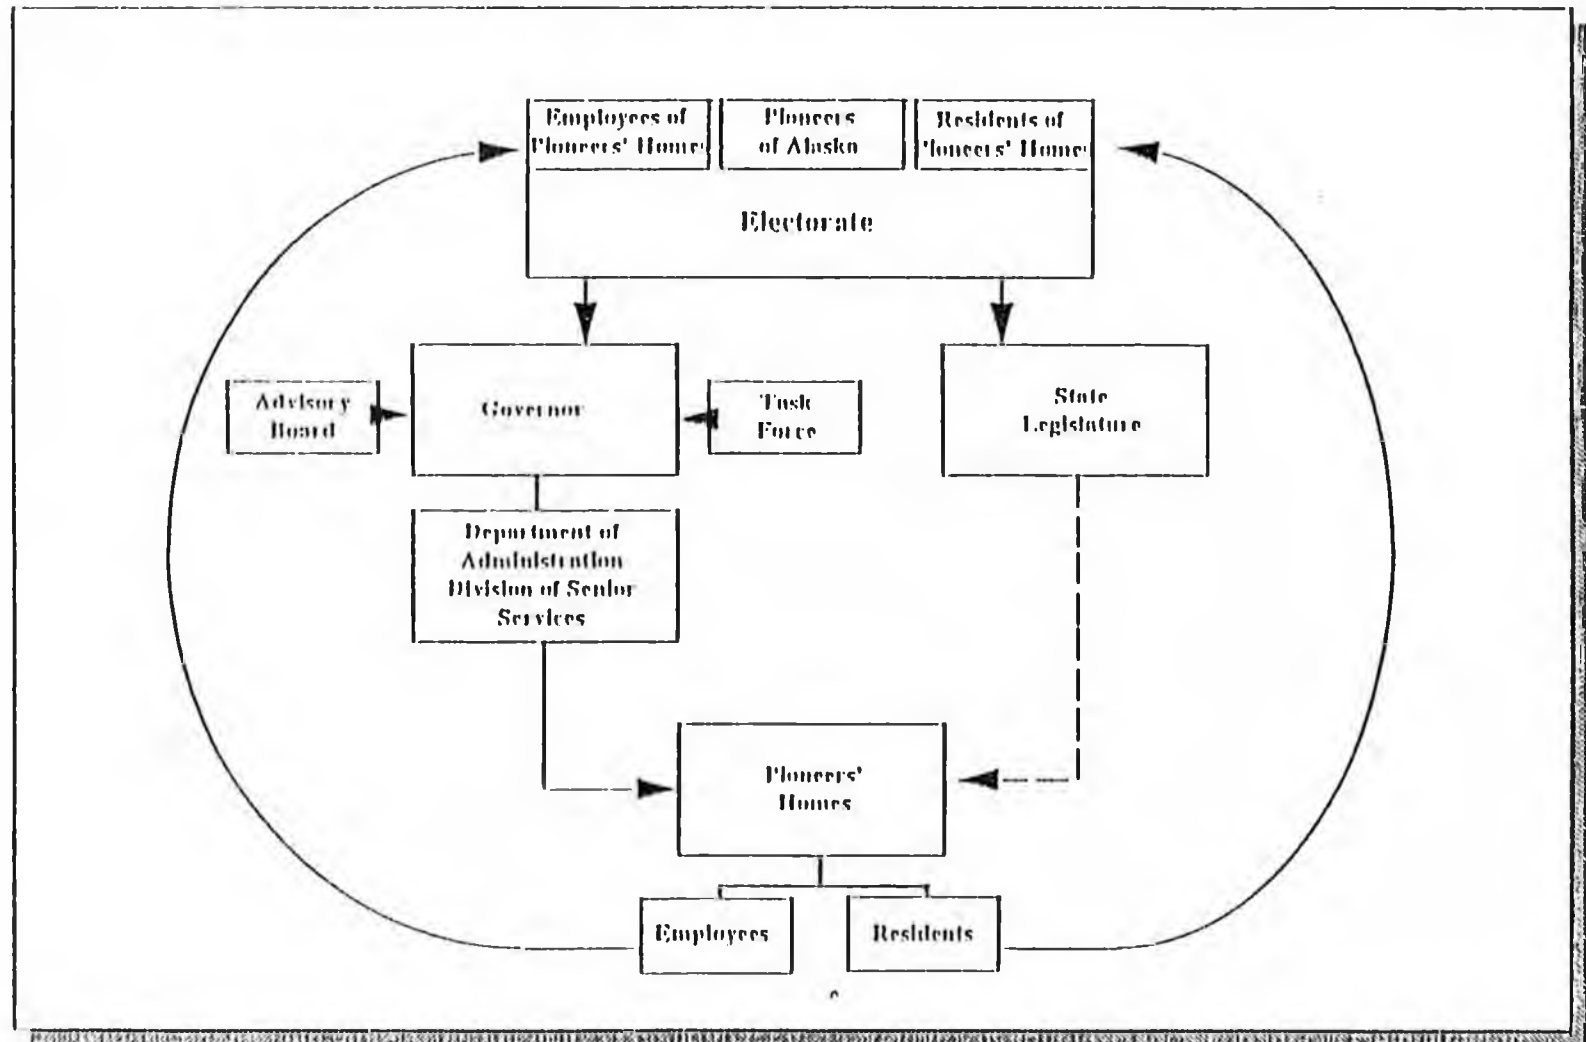 Employees of
Pioneers' Home
Pioneers
of Alaska
Residents of
Pioneers' Home
Electorate
Advisory
Board
Governor
Task
Force
State
Legislature
Department of
Administration
Division of Senior
Services
Pioneers'
Homes
Employees
Residents